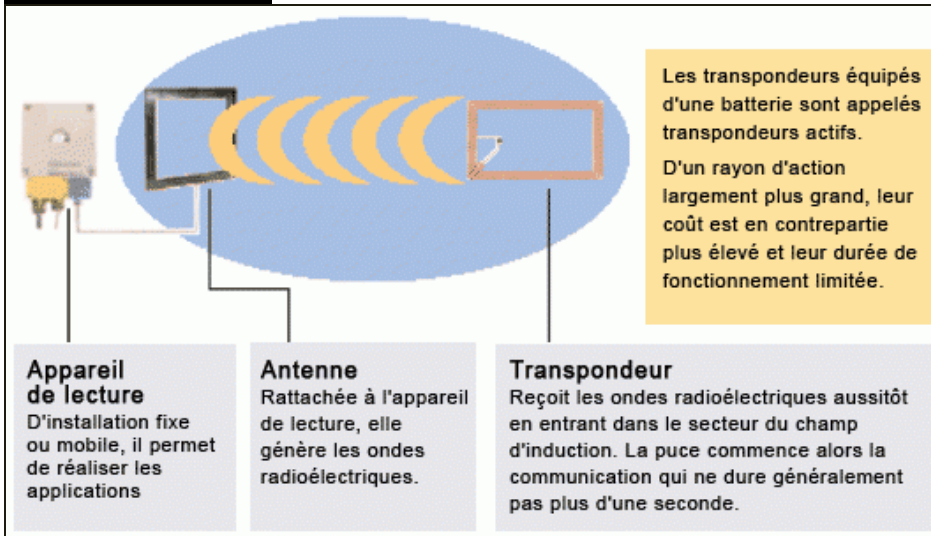 Les transpondeurs équipés
d'une batterie sont appelés
transpondeurs actifs.
D'un rayon d'action
largement plus grand, leur
coût est en contrepartie
plus élevé et leur durée de
fonctionnement limitée.
Appareil
de lecture
D'installation fixe
ou mobile, il permet
de réaliser les
applications
Antenne
Rattachée à l'appareil
de lecture, elle
génère les ondes
radioélectriques.
Transpondeur
Reçoit les ondes radioélectriques aussitôt
en entrant dans le secteur du champ
d'induction. La puce commence alors la
communication qui ne dure généralement
pas plus d'une seconde.